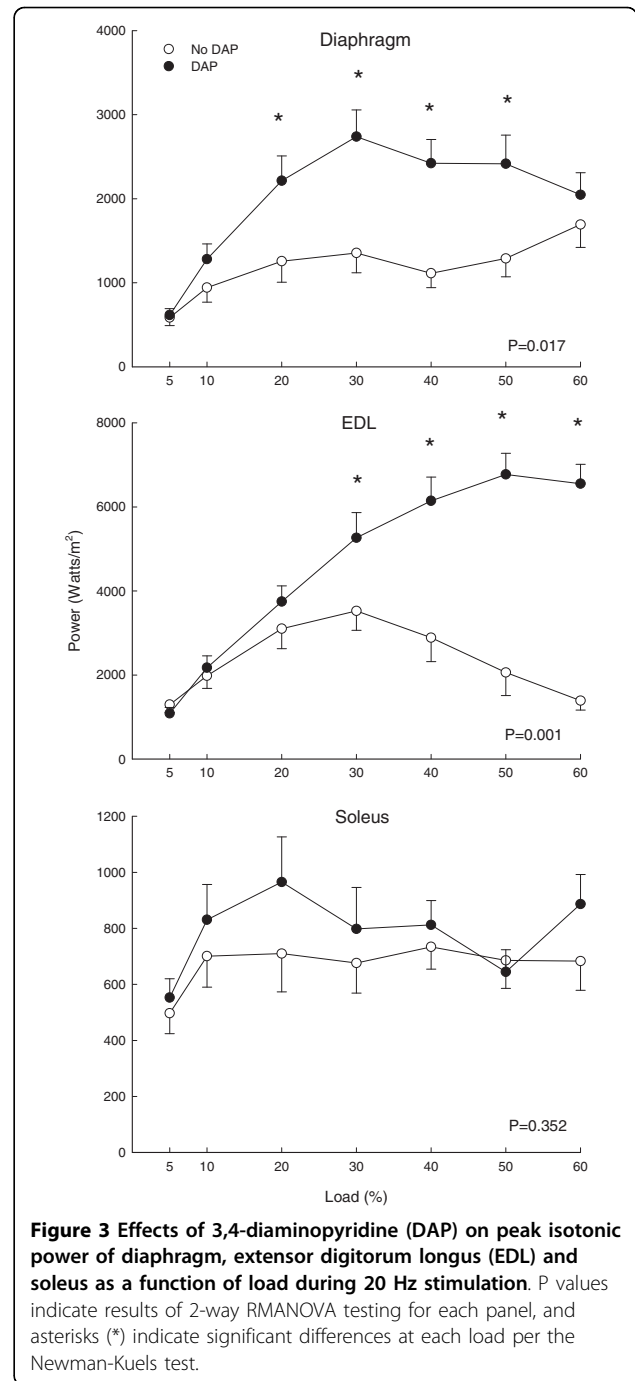 4000
Diaphragm
No DAP
DAP
* * * *
3000
2000
1000
P=0.017
0
5 10 20 30 40 50 60
8000
EDL
* * * *
6000
Power (Watts/m²)
4000
2000
P=0.001
0
5 10 20 30 40 50 60
1200
Soleus
1000
800
600
400
200
P=0.352
0
5 10 20 30 40 50 60
Load (%)
Figure 3 Effects of 3,4-diaminopyridine (DAP) on peak isotonic
power of diaphragm, extensor digitorum longus (EDL) and
soleus as a function of load during 20 Hz stimulation. P values
indicate results of 2-way RMANOVA testing for each panel, and
asterisks (*) indicate significant differences at each load per the
Newman-Kuels test.